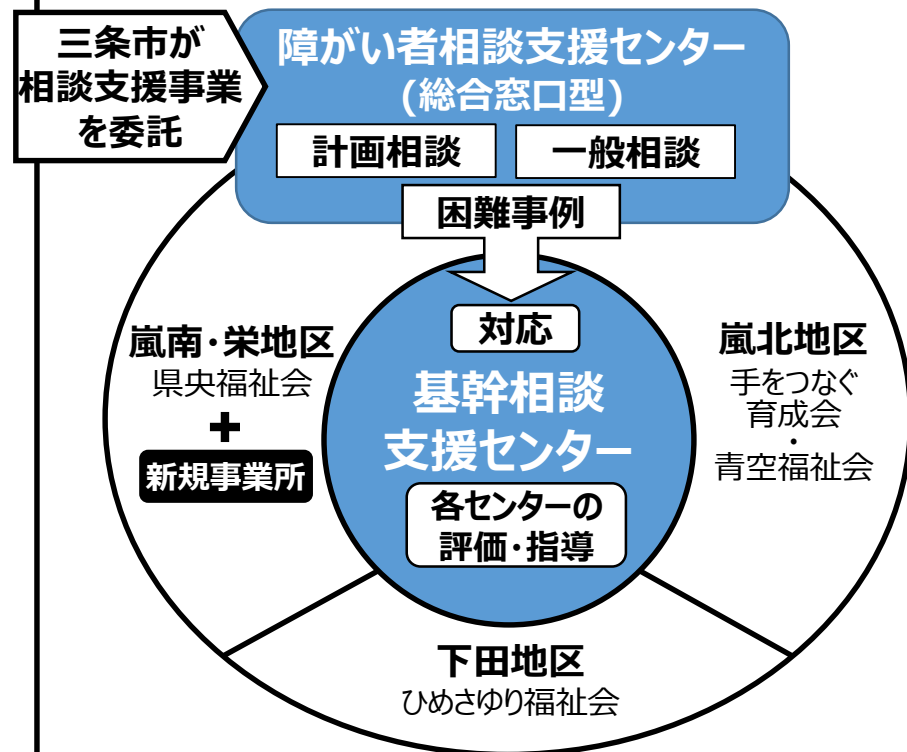 三条市が
相談支援事業
を委託
障がい者相談支援センター
(総合窓口型)
計画相談
一般相談
困難事例
対応
基幹相談
支援センター
各センターの
評価・指導
嵐南・栄地区
県央福祉会
+
新規事業所
嵐北地区
手をつなぐ
育成会
・
青空福祉会
下田地区
ひめさゆり福祉会